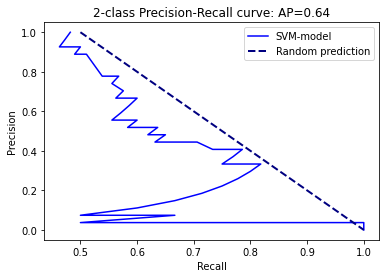 2-class Precision-Recall curve: AP=0.64
SVM-model
Random prediction
Precision
1.0
0.8
0.6
0.4
0.2
0.0
0.5 0.6 0.7 0.8 0.9 1.0
Recall